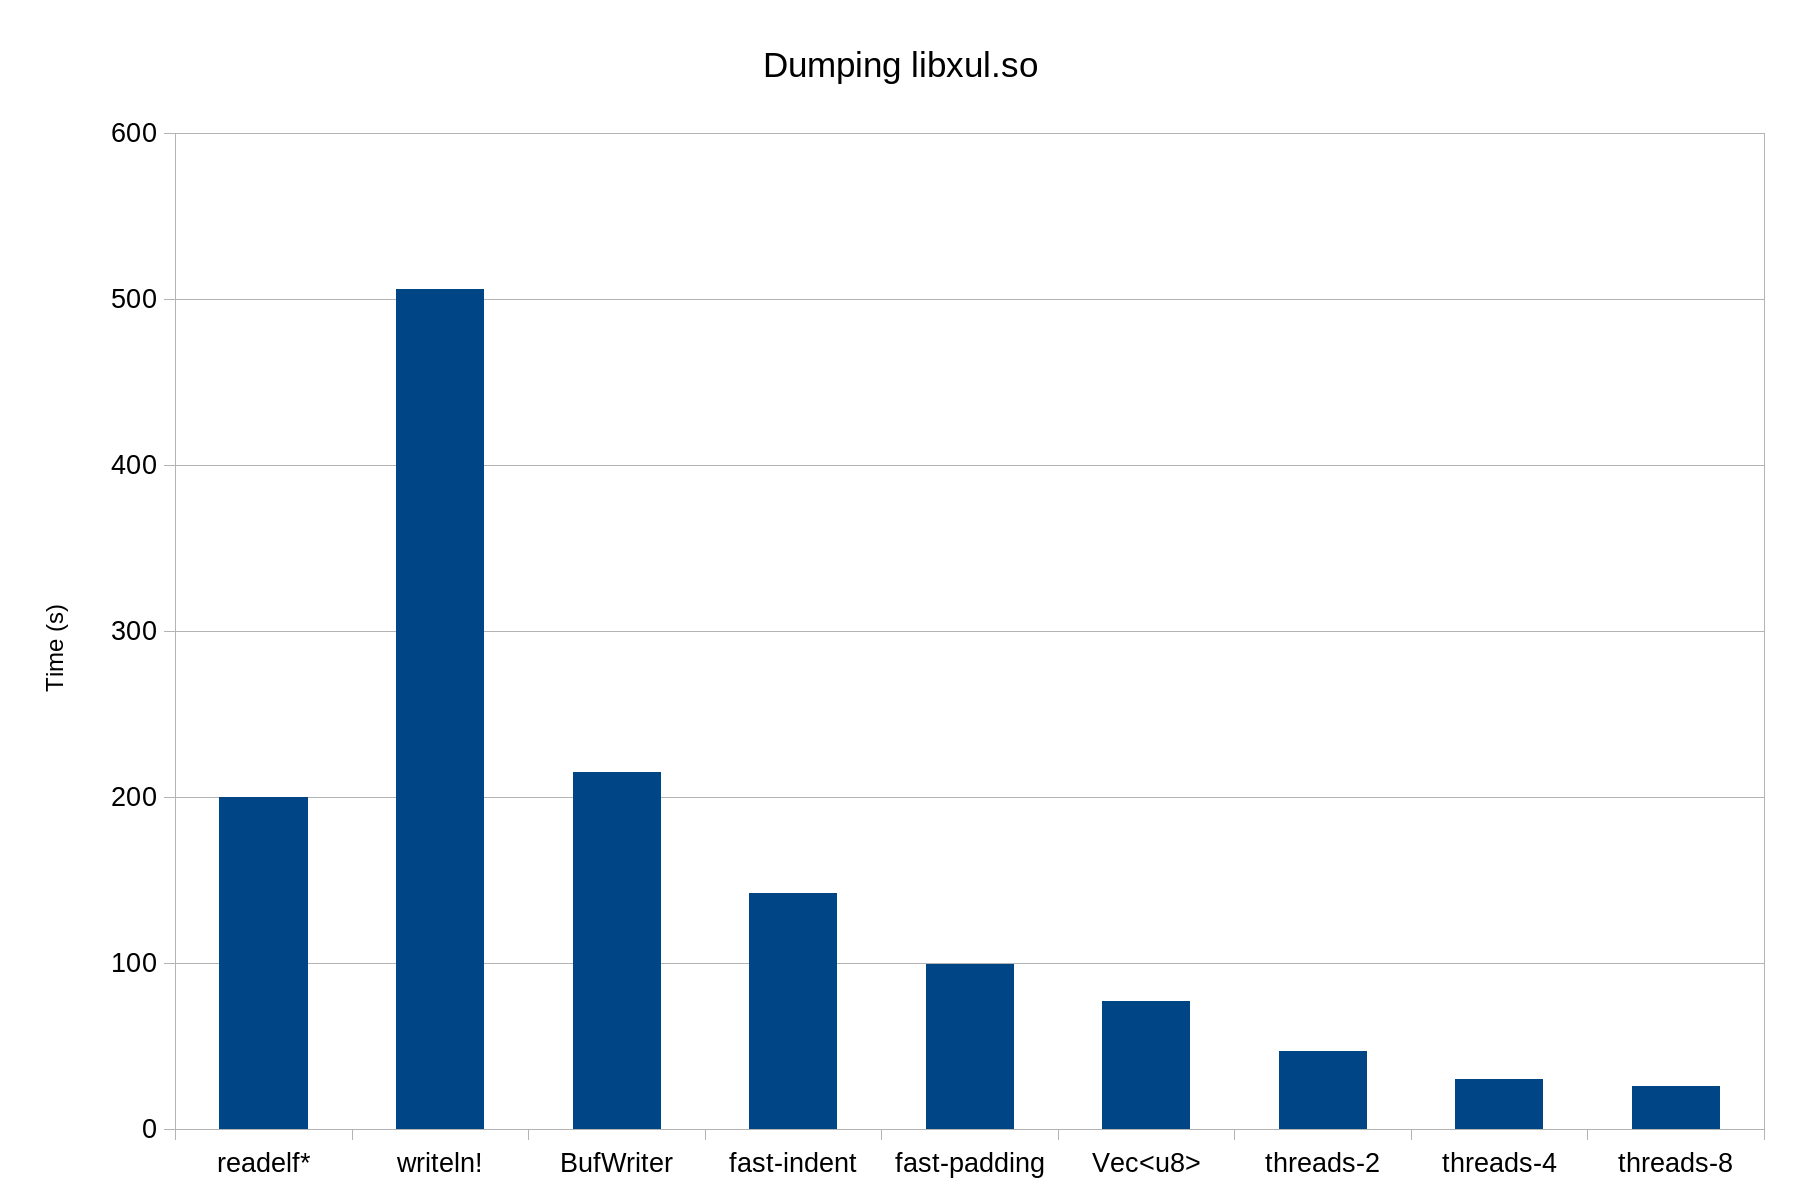 Dumping libxul.so
600
500
400
300
200
100
0
Time (s)
readelf* writeln! BufWriter fast-indent fast-padding Vec<u8> threads-2 threads-4 threads-8